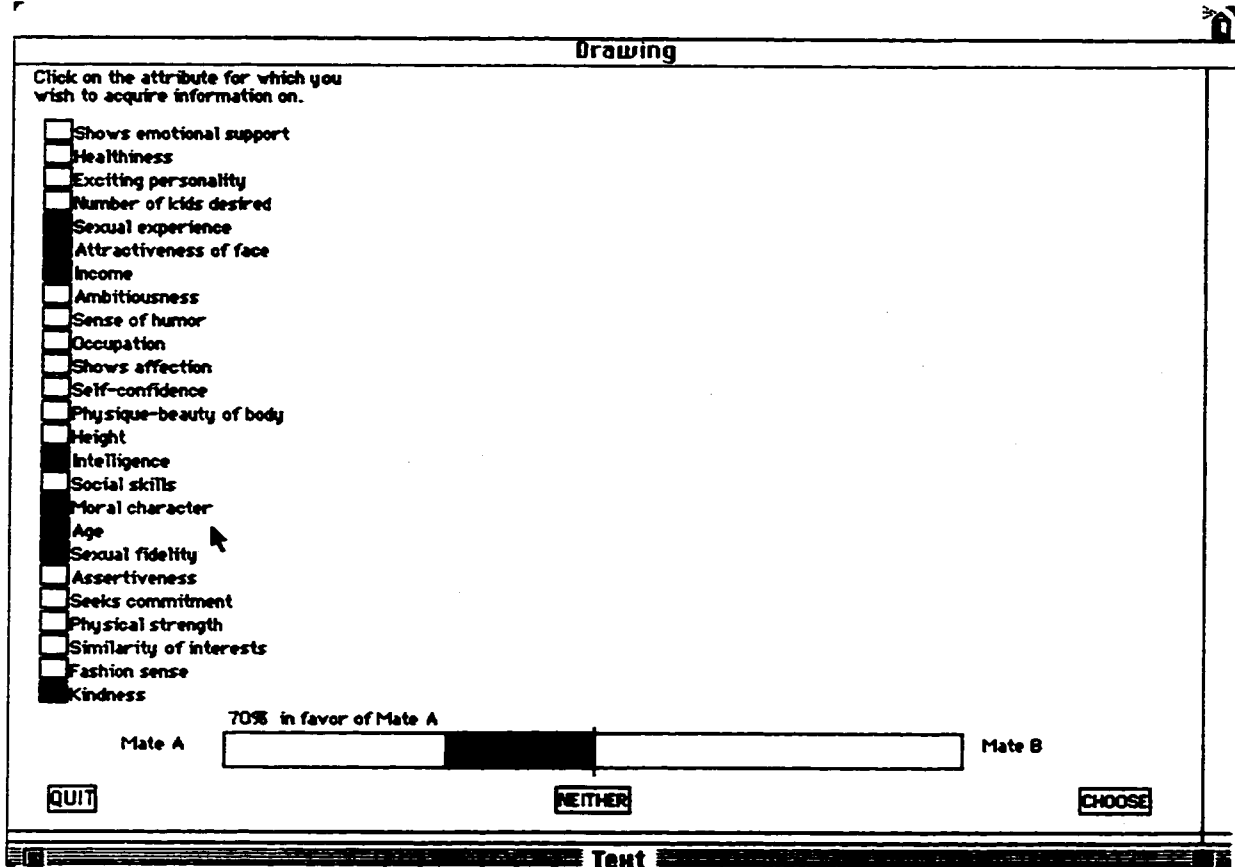 Drawing
Click on the attribute for which you
wish to acquire information on.
Shows emotional support
Healthiness
Exciting personality
Number of kids desired
Sexual experience
Attractiveness of face
Income
Ambitiousness
Sense of humor
Occupation
Shows affection
Self-confidence
Physique-beauty of body
Height
Intelligence
Social skills
Moral character
Age
Sexual fidelity
Assertiveness
Seeks commitment
Physical strength
Similarity of interests
Fashion sense
Kindness
70% in favor of Mate A
Mate A
Mate B
QUIT
NEITHER
CHOOSE
Text